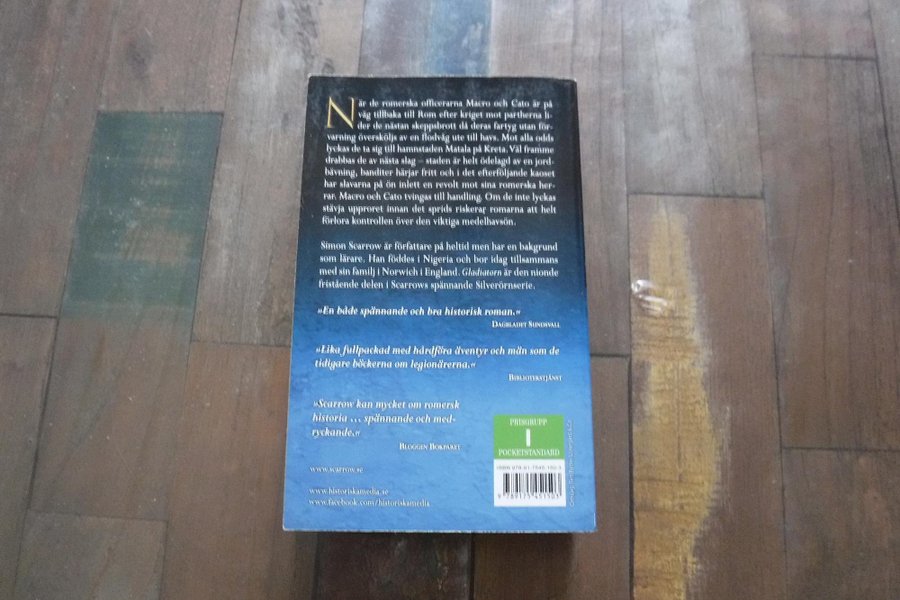 När de romerska officerarna Macro och Cato är på
väg tillbaka till Rom efter kriget mot partherna li-
der de nästan skeppsbrott då deras fartyg utan för-
varning översköljs av en flodvåg ute till havs. Mot alla odds
lyckas de ta sig till hamnstaden Matala på Kreta. Väl framme
drabbas de av nästa slag – staden är helt ödelagd av en jord-
bävning, banditer härjar fritt och i det efterföljande kaoset
har slavarna på ön inlett en revolt mot sina romerska her-
rar. Macro och Cato tvingas till handling. Om de inte lyckas
stävja upproret innan det sprids riskerar romarna att helt
förlora kontrollen över den viktiga medelhavsön.
Simon Scarrow är författare på heltid men har en bakgrund
som lärare. Han föddes i Nigeria och bor idag tillsammans
med sin familj i Norwich i England. Gladiatorn är den nionde
fristående delen i Scarrows spännande Silverörnserie.
»En både spännande och bra historisk roman.«
Dagbladet Sundsvall
»Lika fullpackad med hårdföra äventyr och män som de
tidigare böckerna om legionärerna.«
Bibliotekstjänst
»Scarrow kan mycket om romersk
historia ... spännande och med-
ryckande.«
Bloggen Bokparet
PRISGRUPP
I
POCKETSTANDARD
www.scarrow.se
www.historiskamedia.se
www.facebook.com/historiskamedia